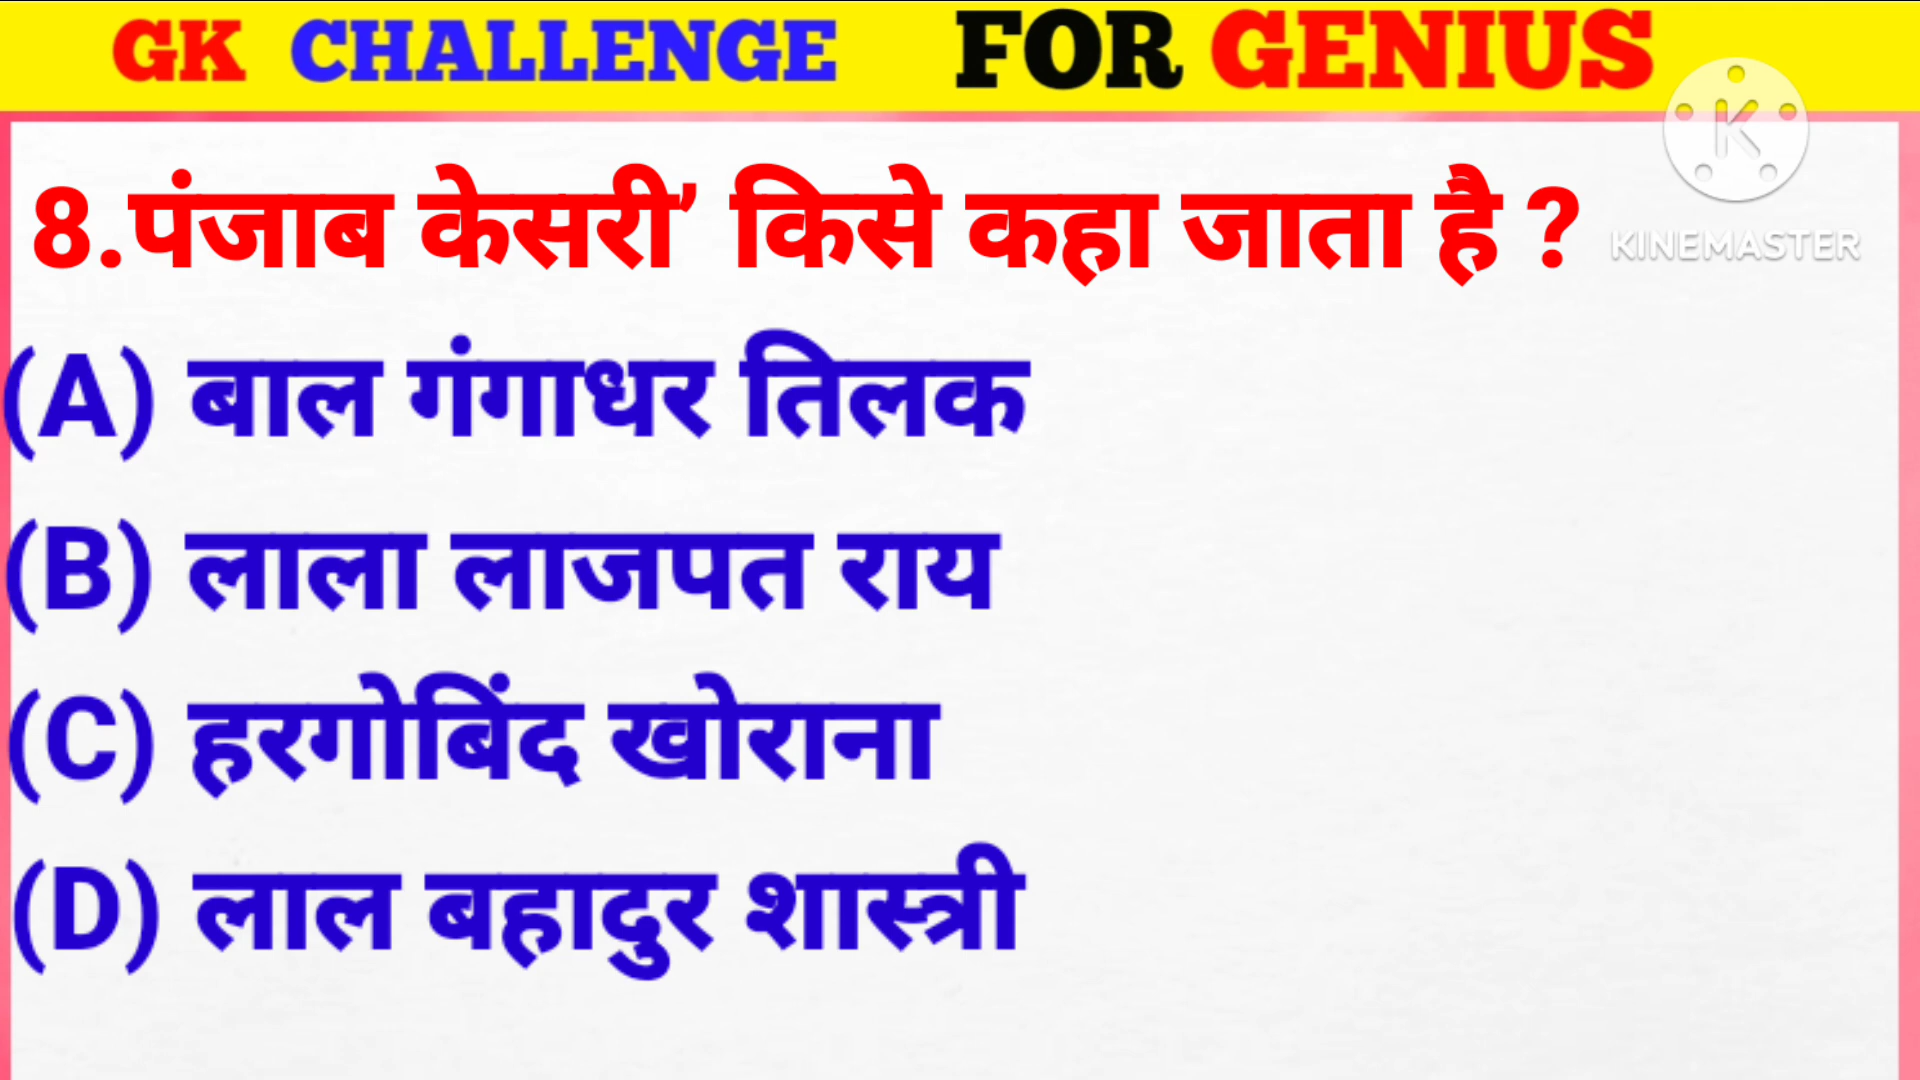 GK CHALLENGE FOR GENIUS
K
KINEMASTER
8.पंजाब केसरी’ किसे कहा जाता है ?
(A) बाल गंगाधर तिलक
(B) लाला लाजपत राय
(C) हरगोबिंद खोराना
(D) लाल बहादुर शास्त्री